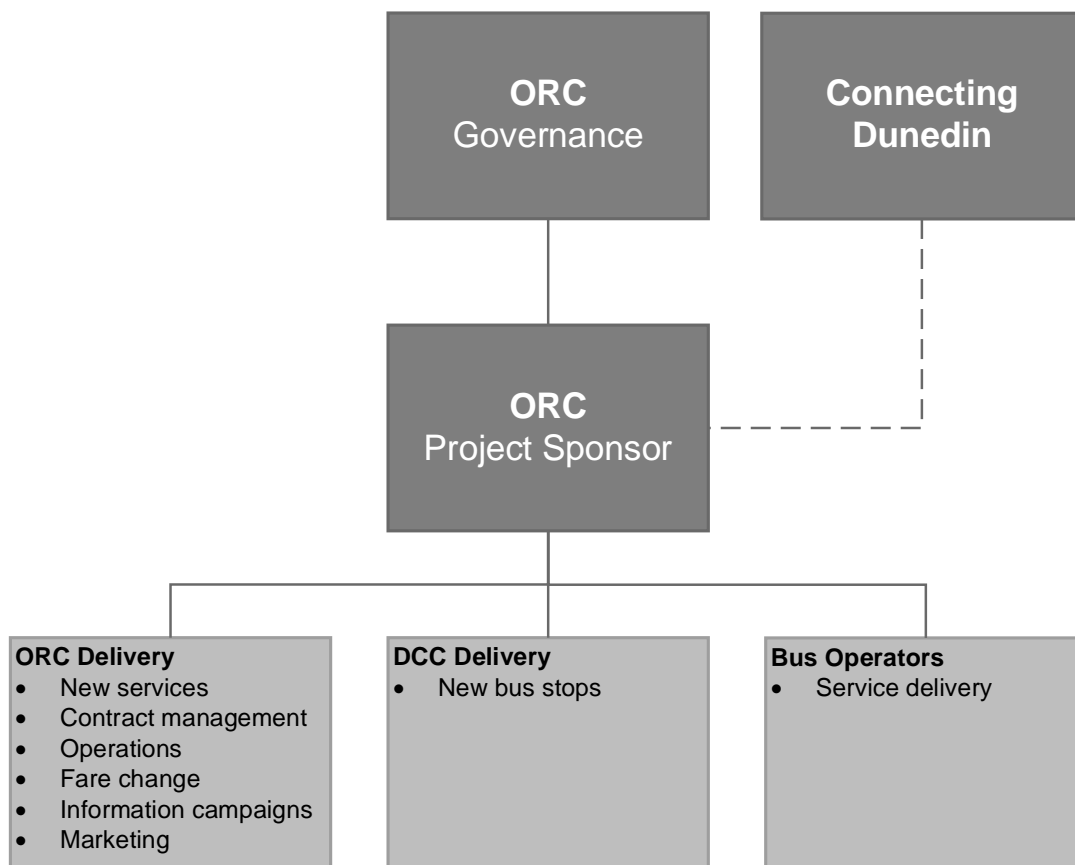 ORC
Governance
Connecting
Dunedin
ORC
Project Sponsor
ORC Delivery
• New services
• Contract management
• Operations
• Fare change
• Information campaigns
• Marketing
DCC Delivery
• New bus stops
Bus Operators
• Service delivery